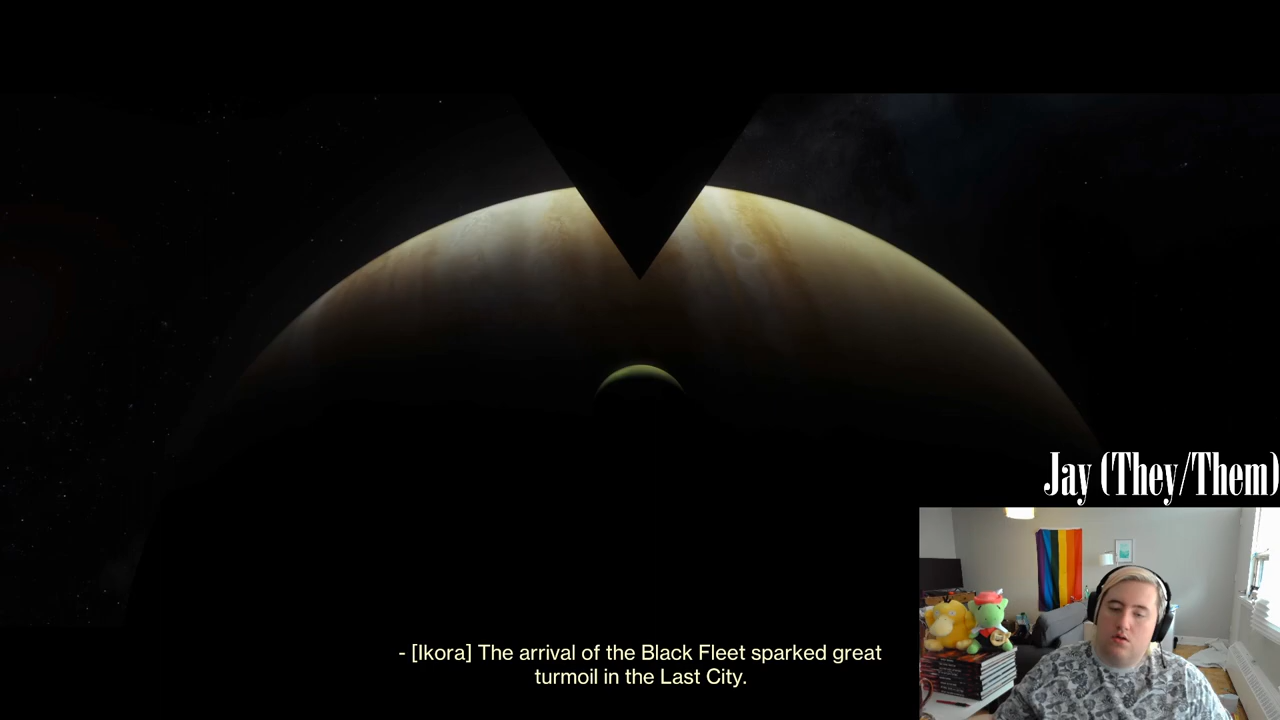 Jay (They/Them)
- [Ikora] The arrival of the Black Fleet sparked great
turmoil in the Last City.